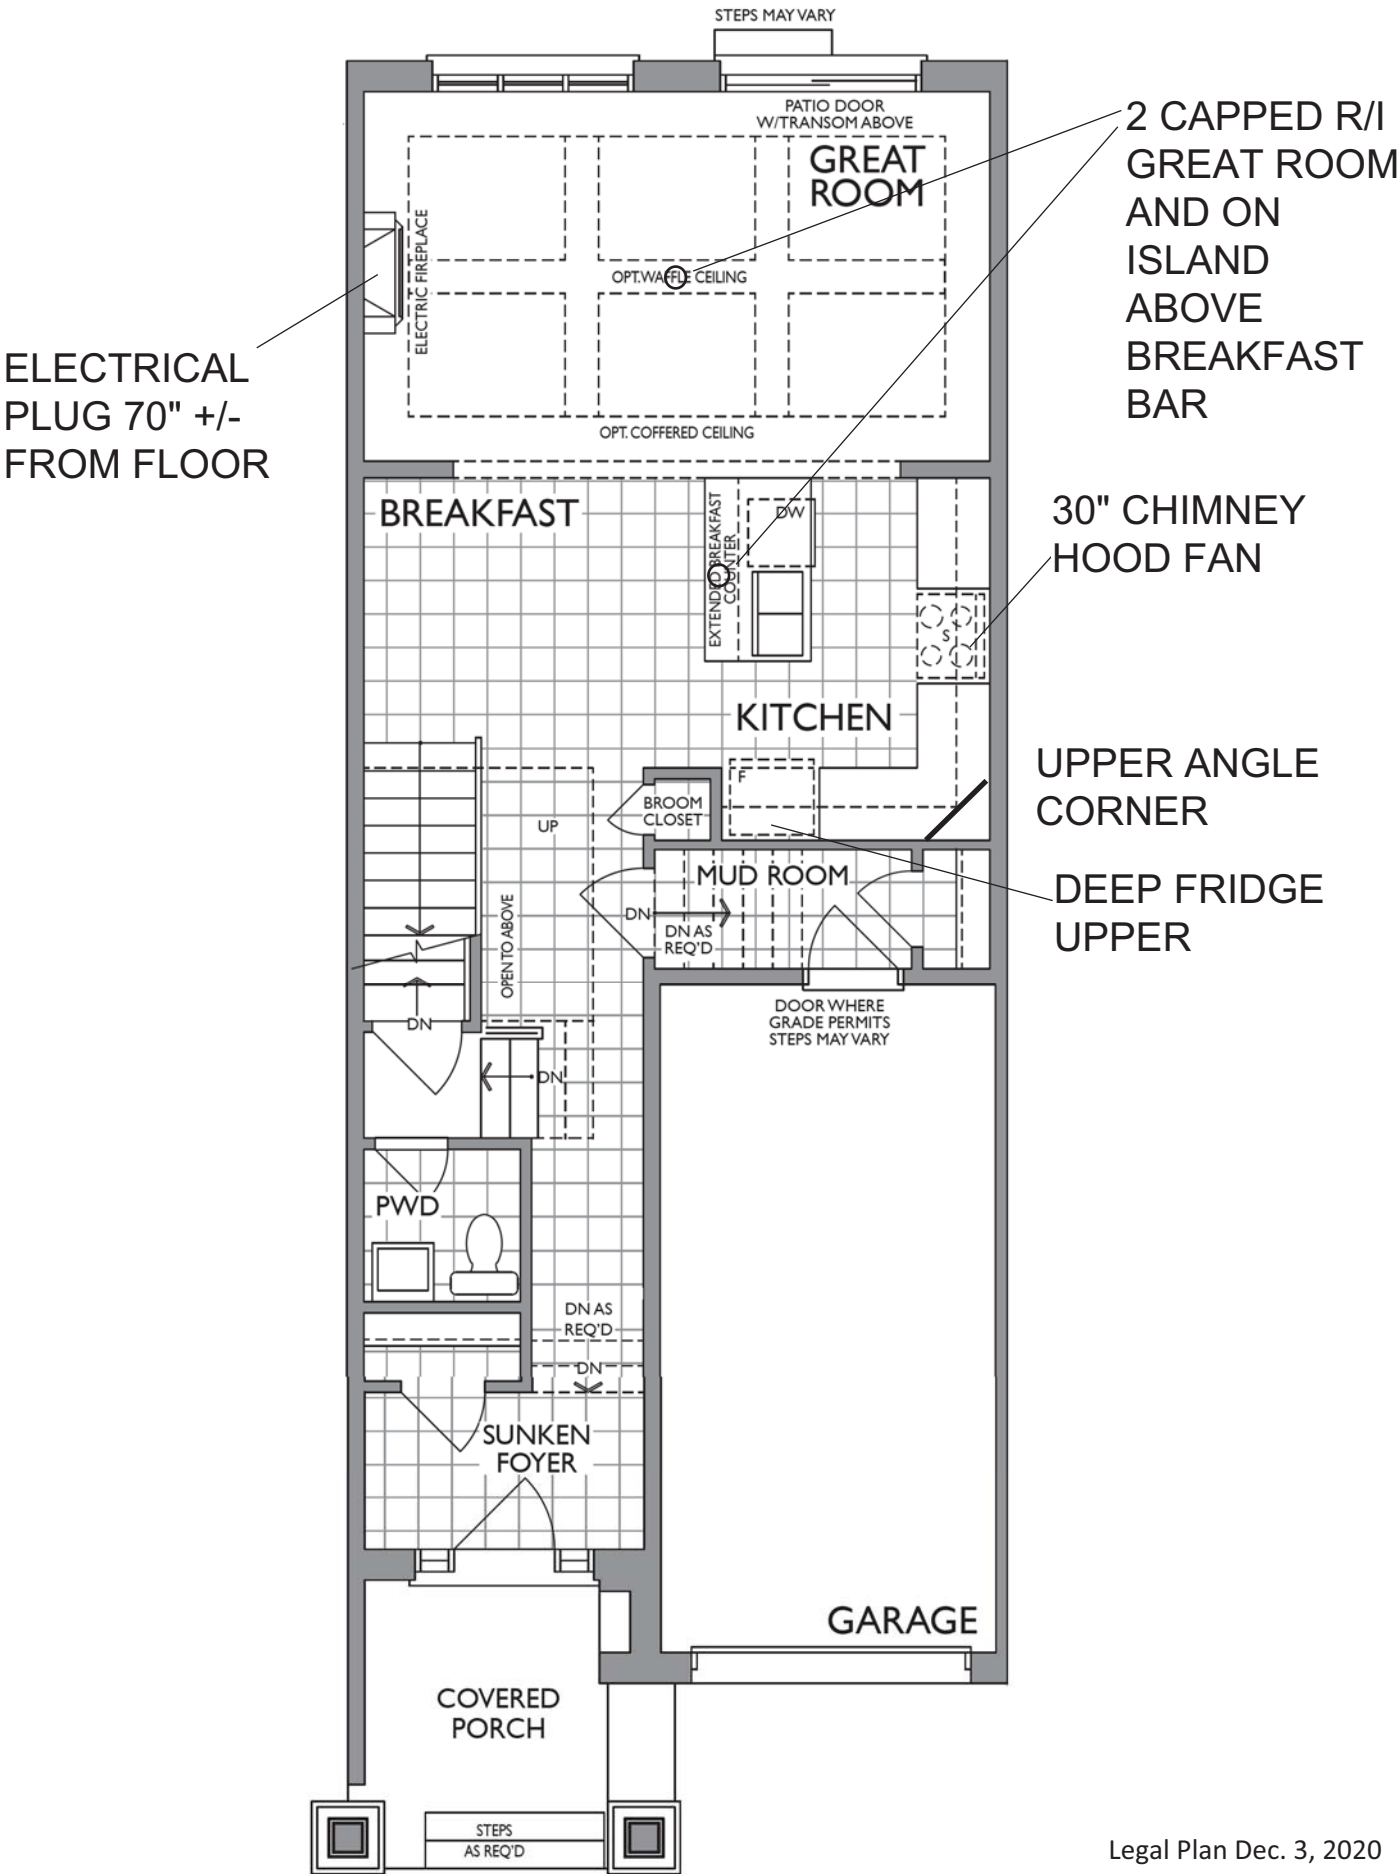 STEPS MAY VARY
PATIO DOOR
W/TRANSOM ABOVE
GREAT
ROOM
2 CAPPED R/I
GREAT ROOM
AND ON
ISLAND
ABOVE
BREAKFAST
BAR
ELECTRIC FIREPLACE
OPT. WAFFLE CEILING
ELECTRICAL
PLUG 70" +/-
FROM FLOOR
OPT. COFFERED CEILING
BREAKFAST
EXTENDED BREAKFAST
COUNTER
DW
30" CHIMNEY
HOOD FAN
S
KITCHEN
UPPER ANGLE
CORNER
F
BROOM
CLOSET
UP
MUD ROOM
DEEP FRIDGE
UPPER
OPEN TO ABOVE
DN
DN AS
REQ'D
DN
DOOR WHERE
GRADE PERMITS
STEPS MAY VARY
DN
PWD
DN AS
REQ'D
DN
SUNKEN
FOYER
GARAGE
COVERED
PORCH
STEPS
AS REQ'D
Legal Plan Dec. 3, 2020